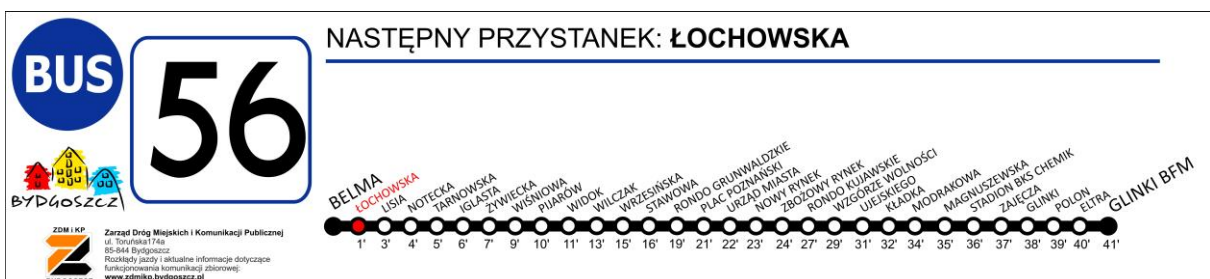 BUS
56
NASTĘPNY PRZYSTANEK: ŁOCHOWSKA
BYDGOSZCZ
BELMA
ŁOCHOWSKA
LISIA
NOTECKA
TARNOWSKA
IGLASTA
ŻYWIECKA
WIŚNIOWA
PIJARÓW
WIDOK
WILCZAK
WRZESIŃSKA
STAWOWA
RONDO GRUNWALDZKIE
PLAC POZNAŃSKI
URZĄD MIASTA
NOWY RYNEK
ZBOŻOWY RYNEK
RONDO KUJAWSKIE
WZGÓRZE WOLNOŚCI
UJEJSKIEGO
KŁADKA
MODRAKOWA
MAGNUSZEWSKA
STADION BKS CHEMIK
ZAJĘCZA
GLINKI
POLON
ELTRA
GLINKI BFM
1' 3' 4' 5' 6' 7' 9' 10' 11' 13' 15' 16' 19' 21' 22' 23' 24' 27' 29' 31' 32' 34' 35' 36' 37' 38' 39' 40' 41'
ZDM i KP
BYDGOSZCZ
Zarząd Dróg Miejskich i Komunikacji Publicznej
ul. Toruńska174a
85-844 Bydgoszcz
Rozkłady jazdy i aktualne informacje dotyczące
funkcjonowania komunikacji zbiorowej:
www.zdmikp.bydgoszcz.pl